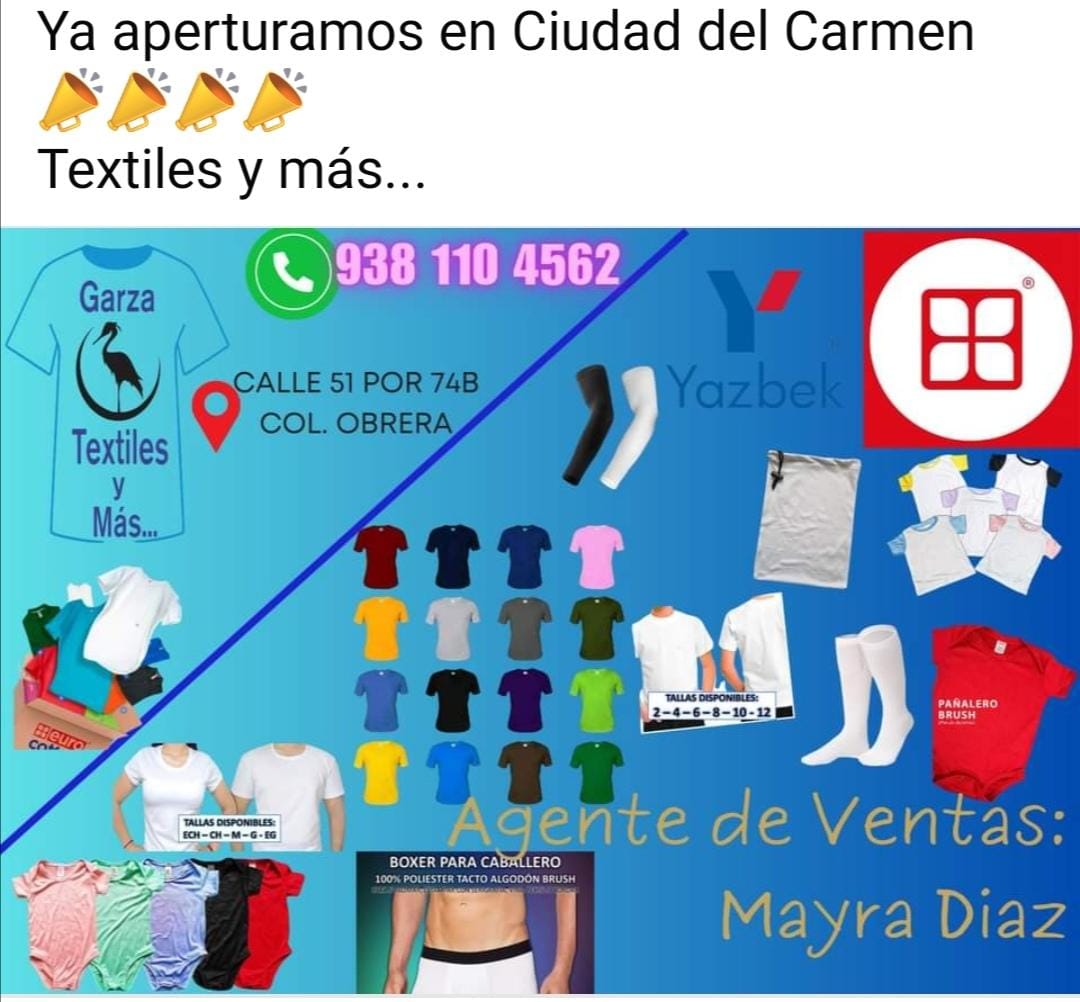 Ya aperturamos en Ciudad del Carmen
📣📣📣📣
Textiles y más...
Garza
Textiles
y
Más...
938 110 4562
CALLE 51 POR 74B
COL. OBRERA
Yazbek
®
euro
TALLAS DISPONIBLES:
2-4-6-8-10-12
PAÑALERO
BRUSH
TALLAS DISPONIBLES:
ECH-CH-M-G-EG
Agente de Ventas:
Mayra Diaz
BOXER PARA CABALLERO
100% POLIESTER TACTO ALGODÓN BRUSH